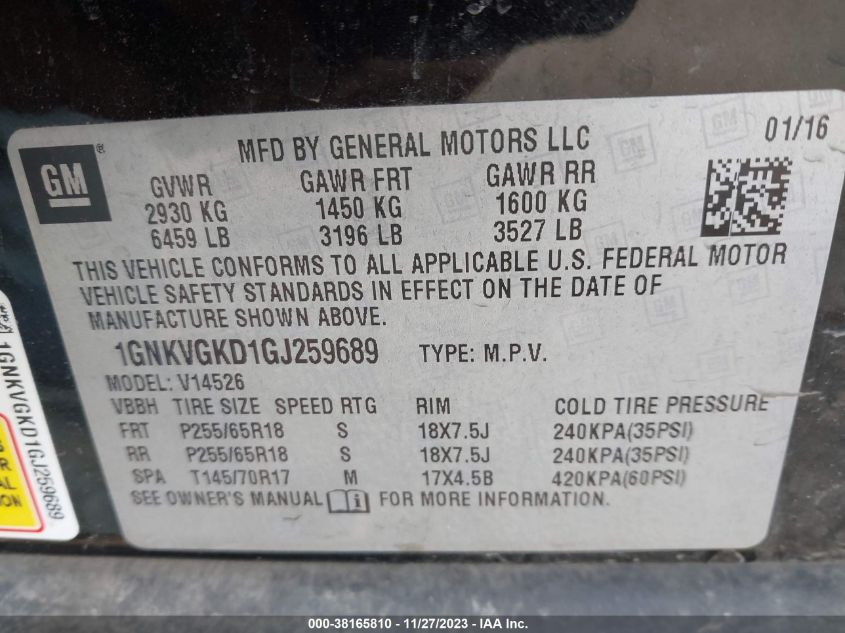 GM ®
MFD BY GENERAL MOTORS LLC
01/16
GVWR GAWR FRT GAWR RR
2930 KG 1450 KG 1600 KG
6459 LB 3196 LB 3527 LB
THIS VEHICLE CONFORMS TO ALL APPLICABLE U.S. FEDERAL MOTOR
VEHICLE SAFETY STANDARDS IN EFFECT ON THE DATE OF
MANUFACTURE SHOWN ABOVE.
1GNKVGKD1GJ259689 TYPE: M.P.V.
MODEL: V14526
VBBH TIRE SIZE SPEED RTG RIM COLD TIRE PRESSURE
FRT P255/65R18 S 18X7.5J 240KPA(35PSI)
RR P255/65R18 S 18X7.5J 240KPA(35PSI)
SPA T145/70R17 M 17X4.5B 420KPA(60PSI)
SEE OWNER'S MANUAL FOR MORE INFORMATION.
1GNKVGKD1GJ259689
000-38165810 - 11/27/2023 - IAA Inc.